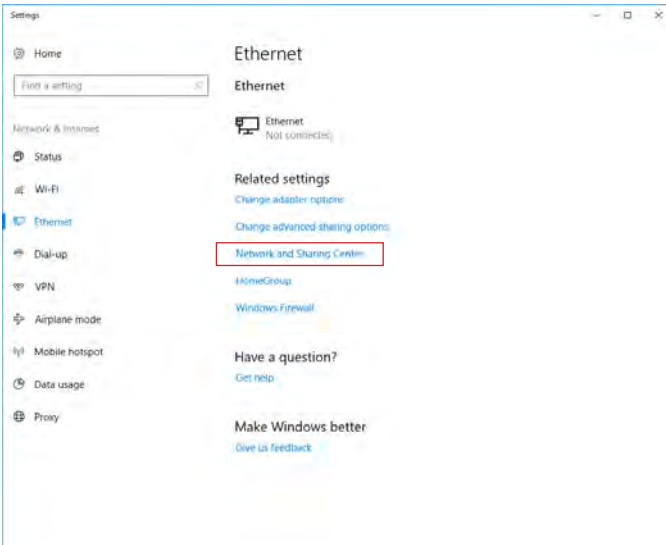 Settings
Home
Find a setting
Network & Internet
Status
Wi-Fi
Ethernet
Dial-up
VPN
Airplane mode
Mobile hotspot
Data usage
Proxy
Ethernet
Ethernet
Ethernet
Not connected
Related settings
Change adapter options
Change advanced sharing options
Network and Sharing Center
HomeGroup
Windows Firewall
Have a question?
Get help
Make Windows better
Give us feedback